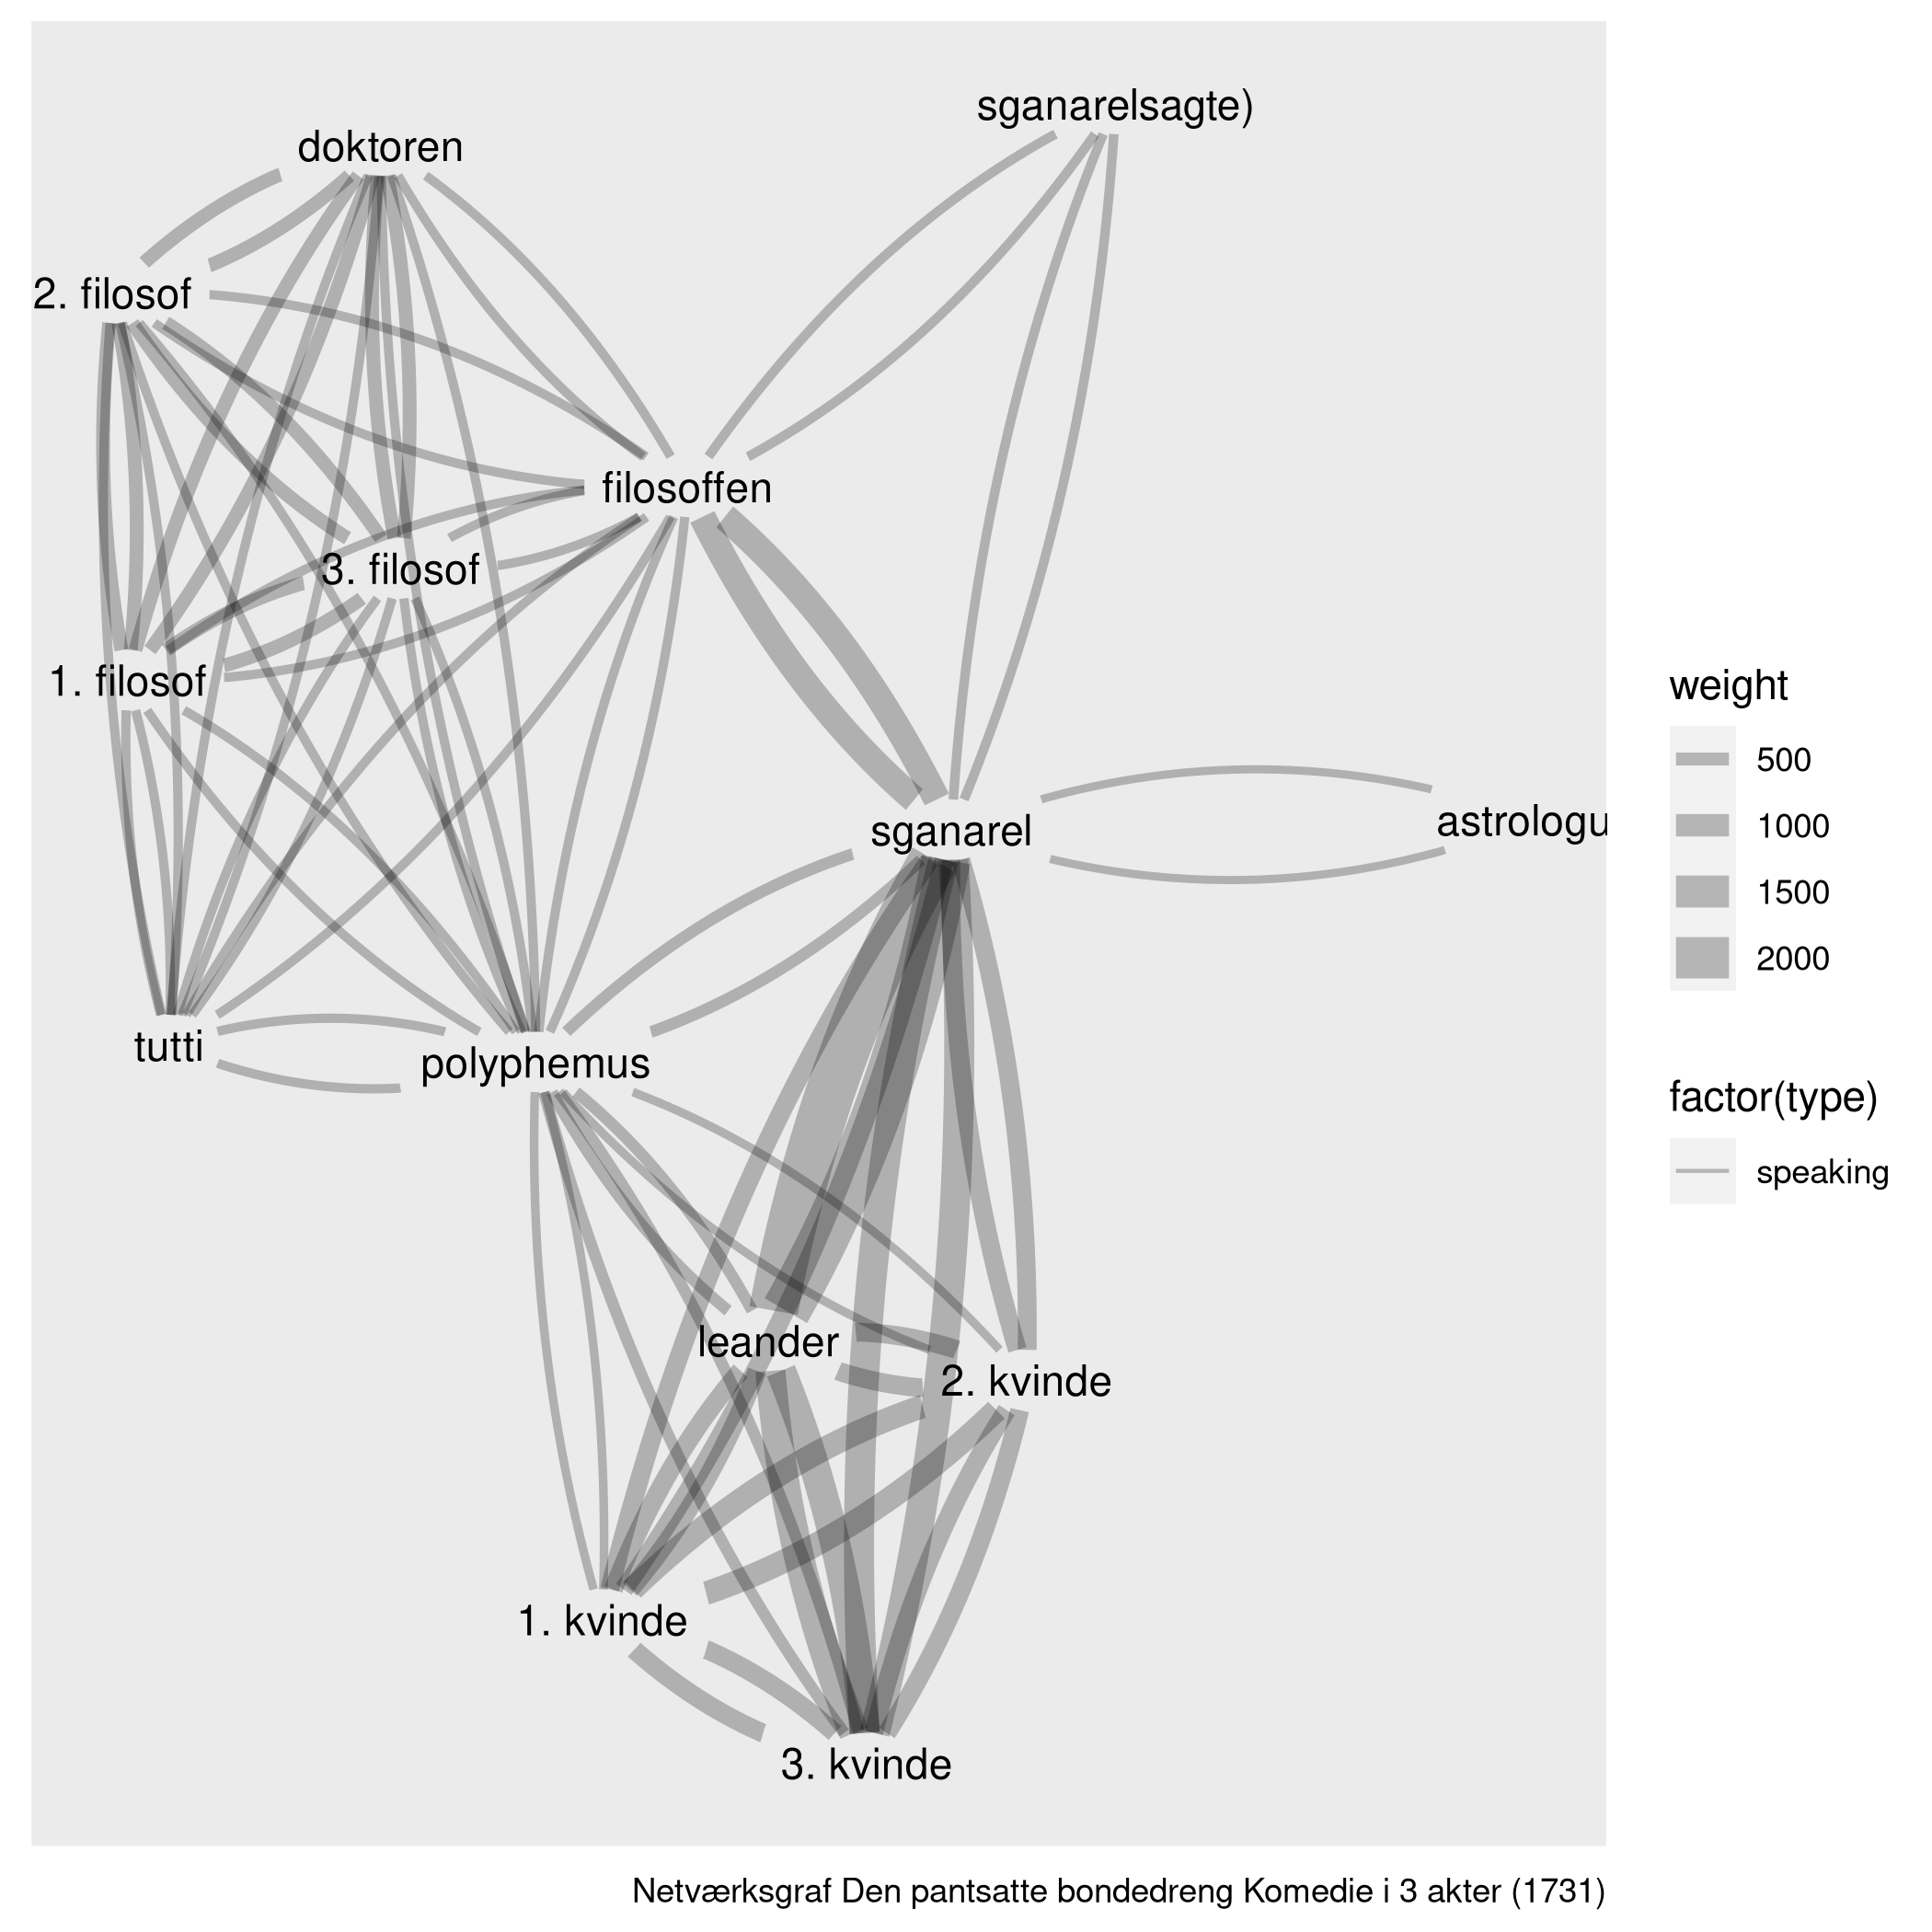 sganarelsagte)
doktoren
2. filosof
filosoffen
3. filosof
1. filosof
sganarel
astrologu
tutti
polyphemus
leander
2. kvinde
1. kvinde
3. kvinde
weight
500
1000
1500
2000
factor(type)
speaking
Netværksgraf Den pantsatte bondedreng Komedie i 3 akter (1731)